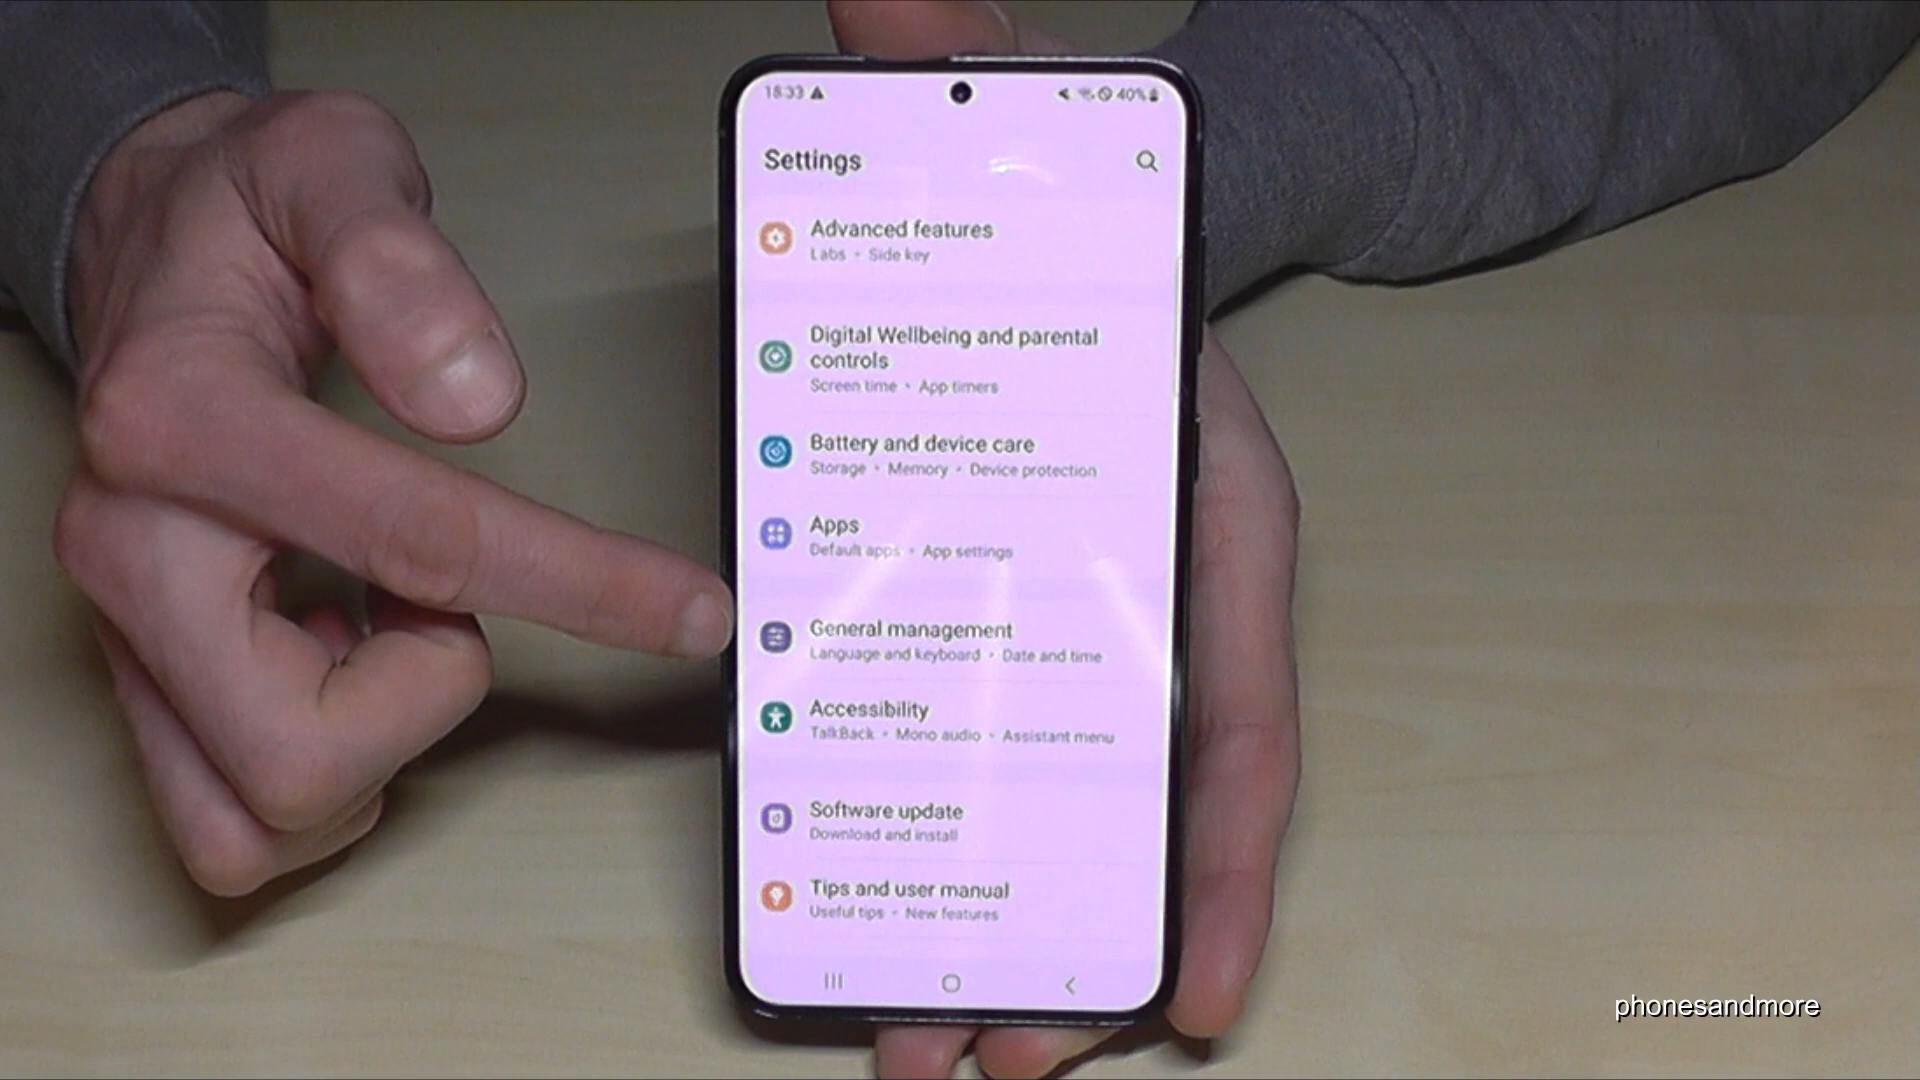 18:33
40%
Settings
Advanced features
Labs • Side key
Digital Wellbeing and parental
controls
Screen time • App timers
Battery and device care
Storage • Memory • Device protection
Apps
Default apps • App settings
General management
Language and keyboard • Date and time
Accessibility
TalkBack • Mono audio • Assistant menu
Software update
Download and install
Tips and user manual
Useful tips • New features
phonesandmore